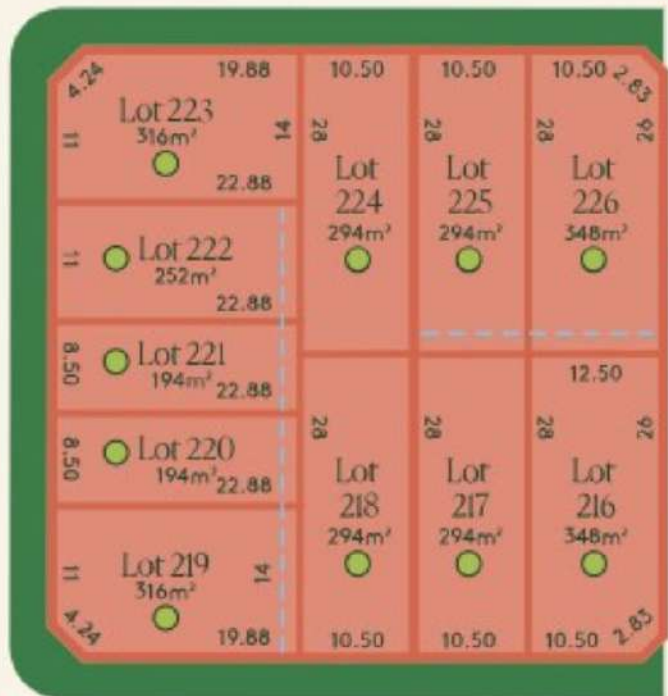 4.24
19.88
10.50
10.50
10.50
2.83
11
Lot 223
316m²
14
22.88
28
Lot
224
294m²
28
Lot
225
294m²
28
26
Lot
226
348m²
11
Lot 222
252m²
22.88
8.50
Lot 221
194m²
22.88
8.50
Lot 220
194m²
22.88
12.50
28
Lot
218
294m²
28
Lot
217
294m²
28
26
Lot
216
348m²
11
Lot 219
316m²
14
4.24
19.88
10.50
10.50
10.50
2.83